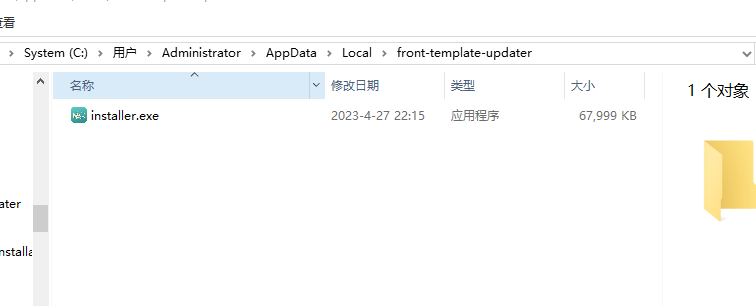 查看
System (C:) 用户 Administrator AppData Local front-template-updater
名称 修改日期 类型 大小
1 个对象
installer.exe 2023-4-27 22:15 应用程序 67,999 KB
ater
nstalla